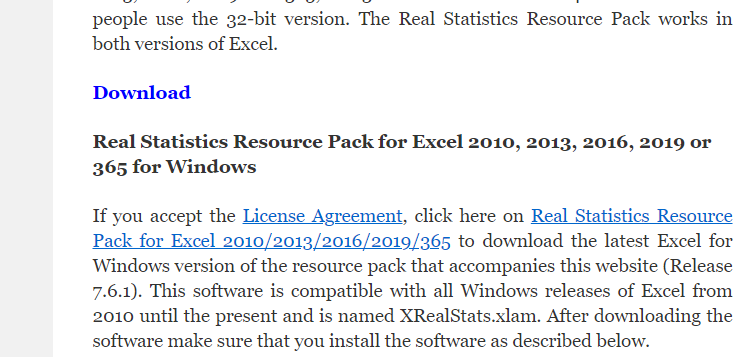 people use the 32-bit version. The Real Statistics Resource Pack works in
both versions of Excel.
Download
Real Statistics Resource Pack for Excel 2010, 2013, 2016, 2019 or
365 for Windows
If you accept the License Agreement, click here on Real Statistics Resource
Pack for Excel 2010/2013/2016/2019/365 to download the latest Excel for
Windows version of the resource pack that accompanies this website (Release
7.6.1). This software is compatible with all Windows releases of Excel from
2010 until the present and is named XRealStats.xlam. After downloading the
software make sure that you install the software as described below.